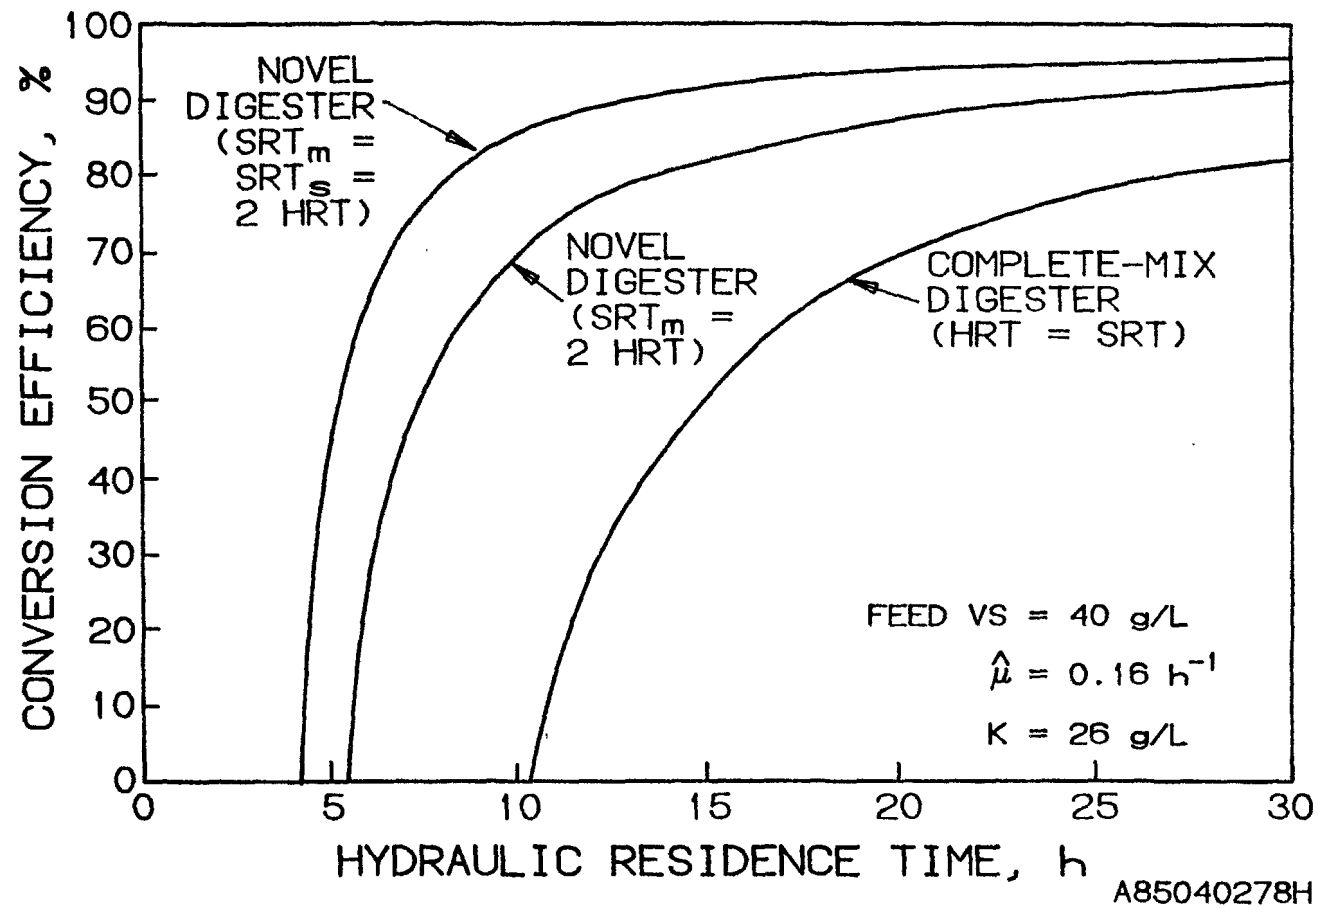 CONVERSION EFFICIENCY, %
100
90
80
70
60
50
40
30
20
10
0
NOVEL
DIGESTER
(SRTm =
SRTs =
2 HRT)
NOVEL
DIGESTER
(SRTm =
2 HRT)
COMPLETE-MIX
DIGESTER
(HRT = SRT)
FEED VS = 40 g/L
μ̂ = 0.16 h⁻¹
K = 26 g/L
0 5 10 15 20 25 30
HYDRAULIC RESIDENCE TIME, h
A85040278H